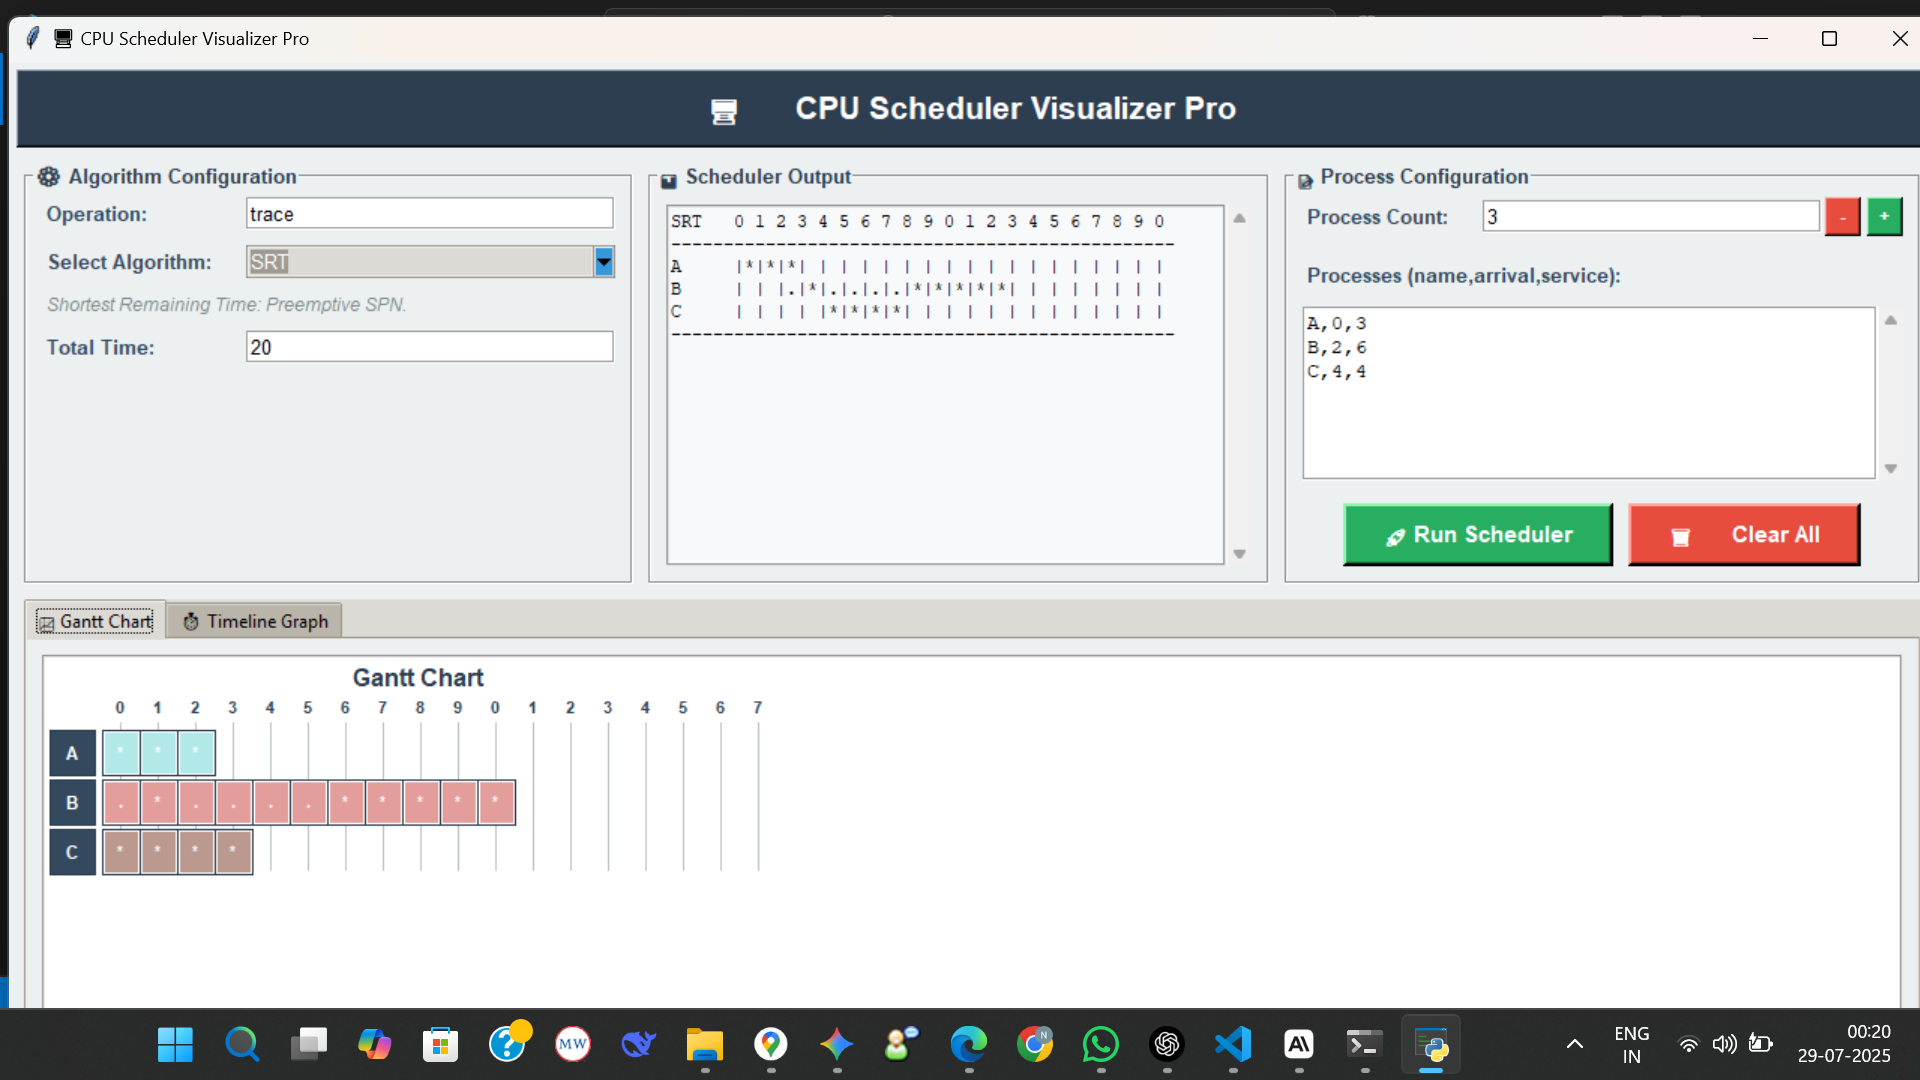 CPU Scheduler Visualizer Pro
CPU Scheduler Visualizer Pro
Algorithm Configuration
Operation: trace
Select Algorithm: SRT
Shortest Remaining Time: Preemptive SPN.
Total Time: 20
Scheduler Output
SRT   0 1 2 3 4 5 6 7 8 9 0 1 2 3 4 5 6 7 8 9 0
------------------------------------------------
A     |*|*|*| | | | | | | | | | | | | | | | | |
B     | | |.|*|.|.|.|.|*|*|*|*|*| | | | | | | |
C     | | | | |*|*|*|*| | | | | | | | | | | | |
------------------------------------------------
Process Configuration
Process Count: 3 - +
Processes (name,arrival,service):
A,0,3
B,2,6
C,4,4
Run Scheduler Clear All
Gantt Chart Timeline Graph
Gantt Chart
0 1 2 3 4 5 6 7 8 9 0 1 2 3 4 5 6 7
A * * *
B . * . . . . * * * * *
C * * * *
MW
N
ENG
IN
00:20
29-07-2025